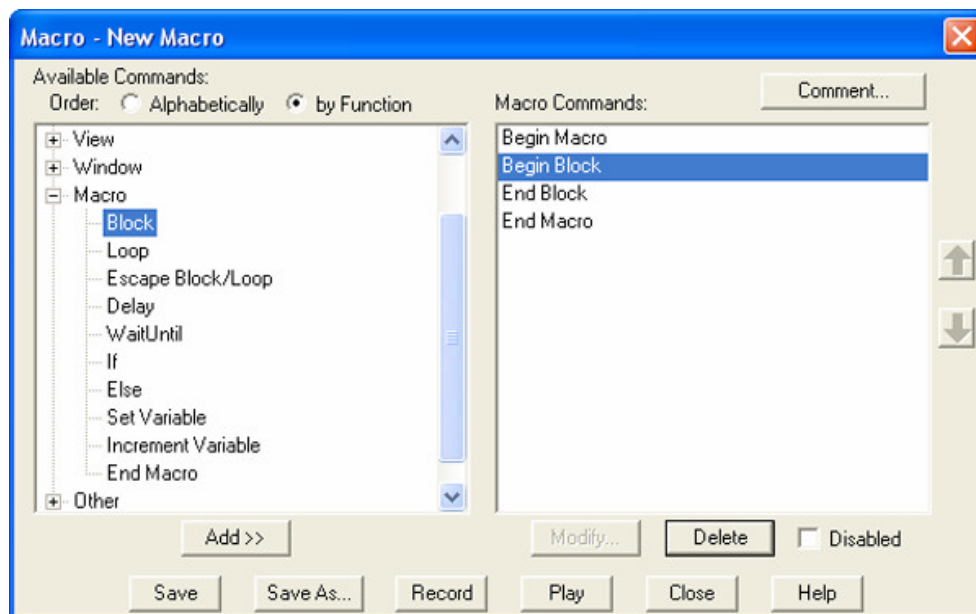 Macro - New Macro
Available Commands:
Order: Alphabetically by Function
Comment...
Macro Commands:
View
Window
Macro
Block
Loop
Escape Block/Loop
Delay
WaitUntil
If
Else
Set Variable
Increment Variable
End Macro
Other
Begin Macro
Begin Block
End Block
End Macro
Add >>
Modify...
Delete
Disabled
Save
Save As...
Record
Play
Close
Help